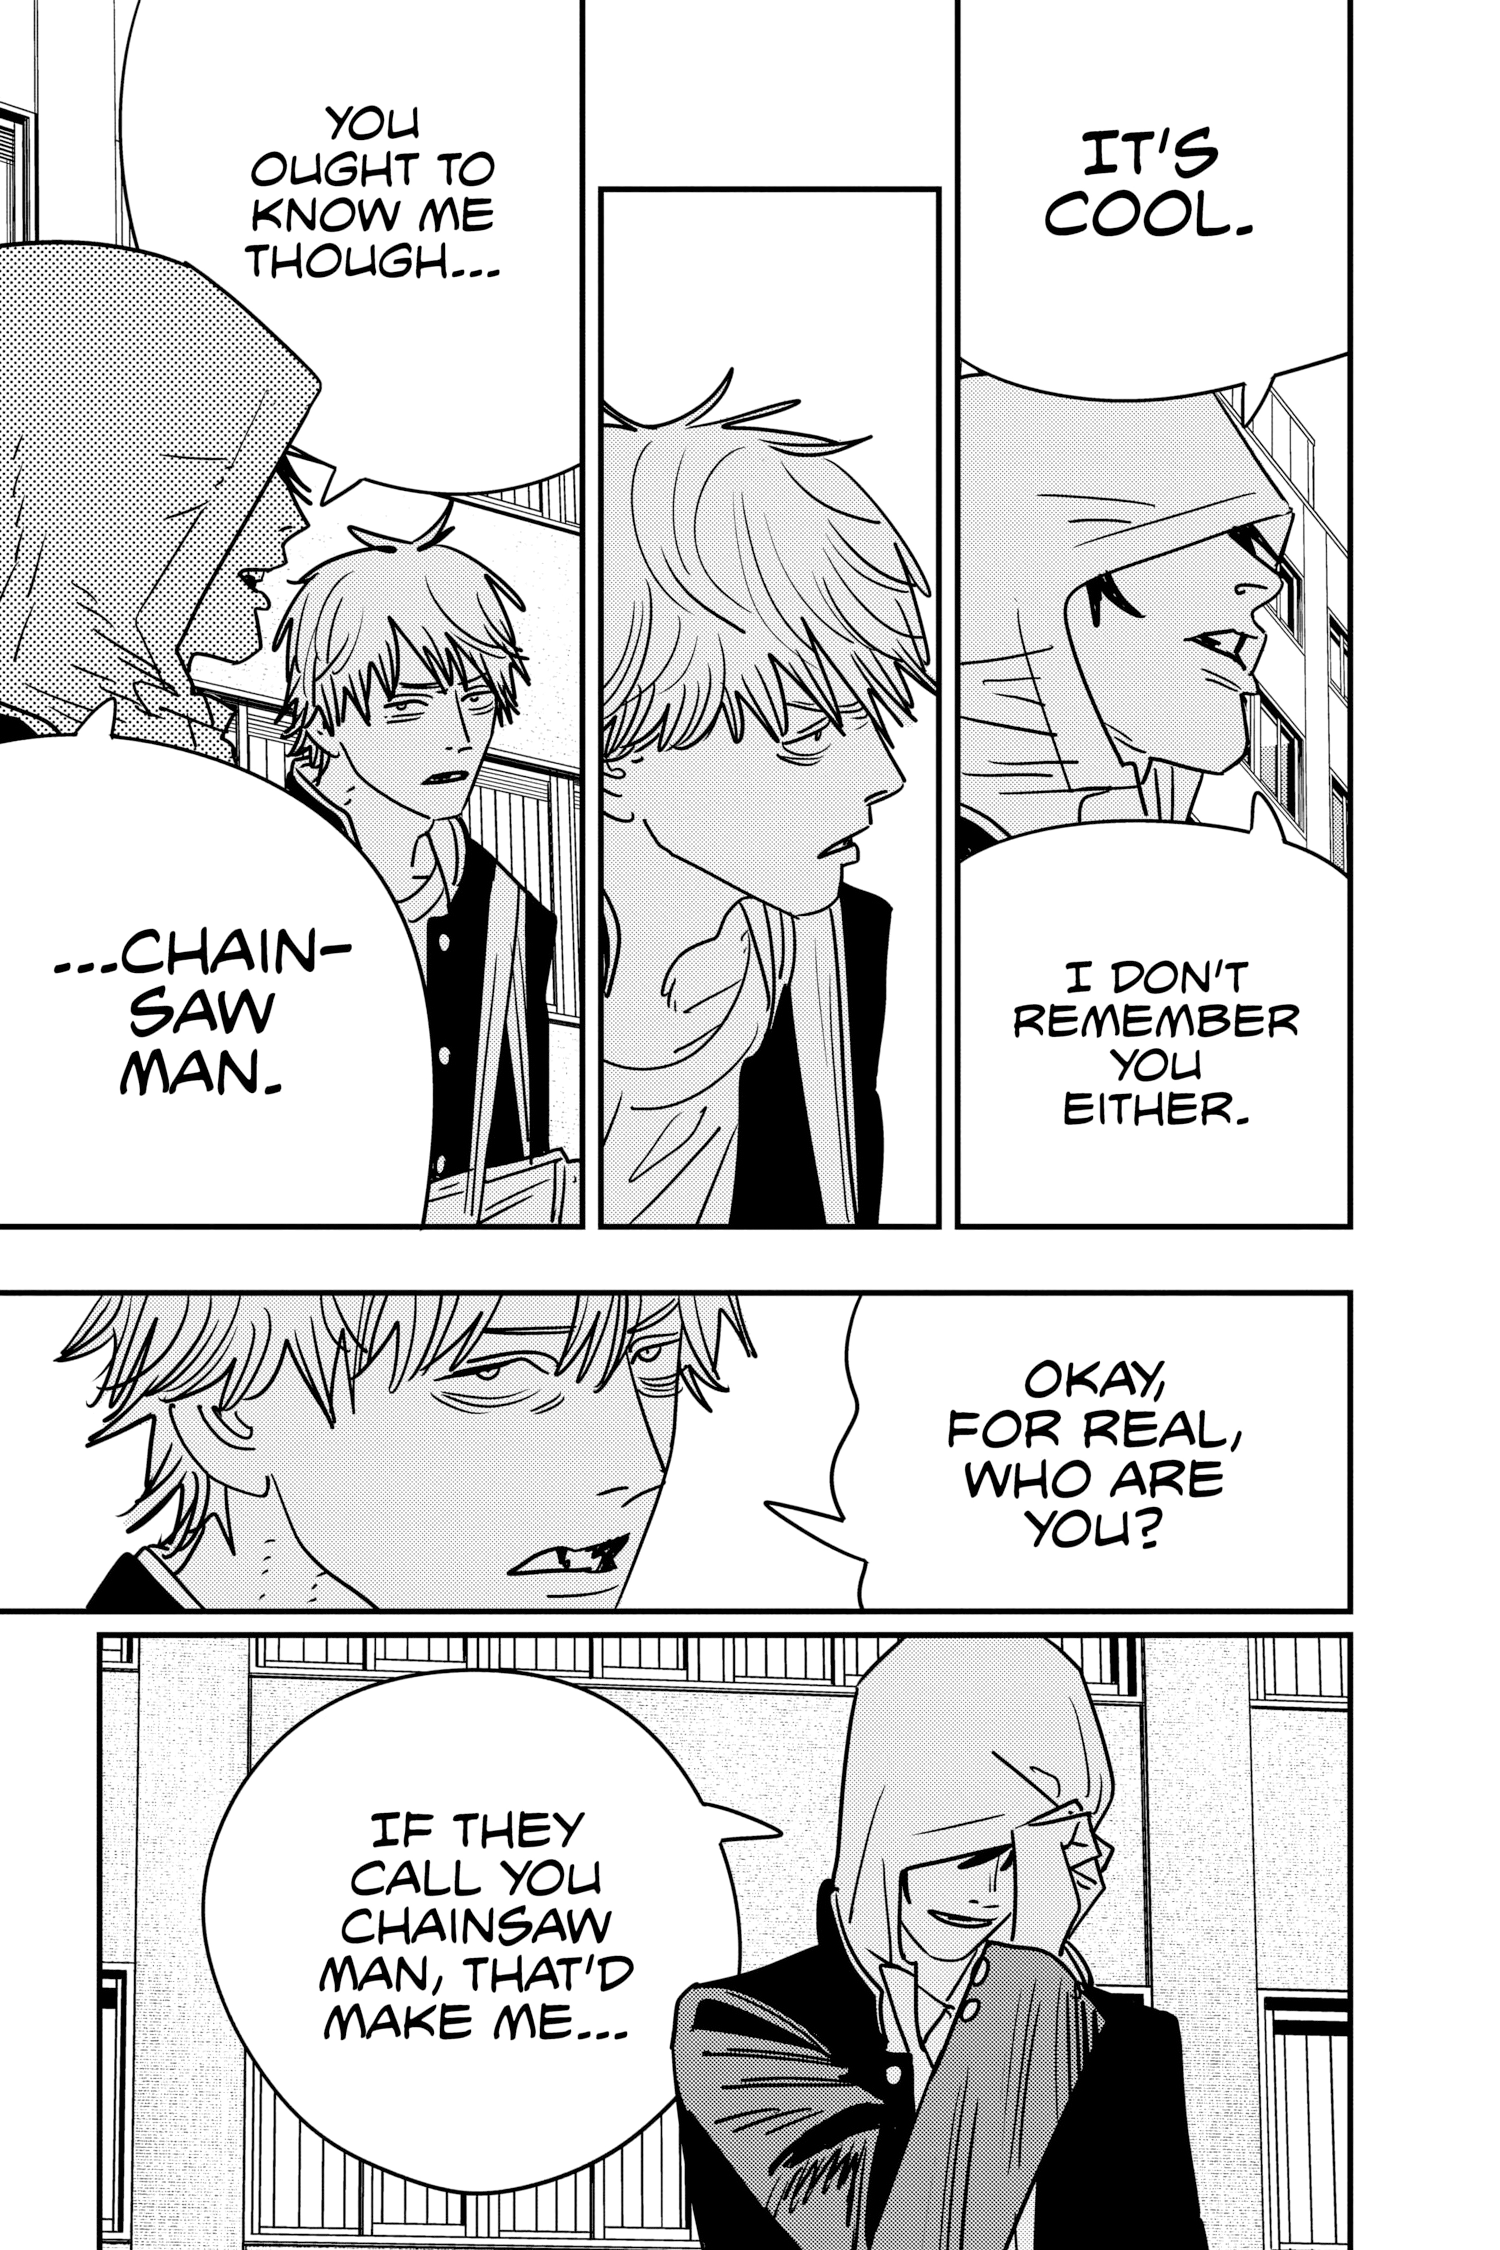 IT'S
COOL.
I DON'T
REMEMBER
YOU
EITHER.
YOU
OUGHT TO
KNOW ME
THOUGH...
...CHAIN-
SAW
MAN.
OKAY,
FOR REAL,
WHO ARE
YOU?
IF THEY
CALL YOU
CHAINSAW
MAN, THAT'D
MAKE ME...